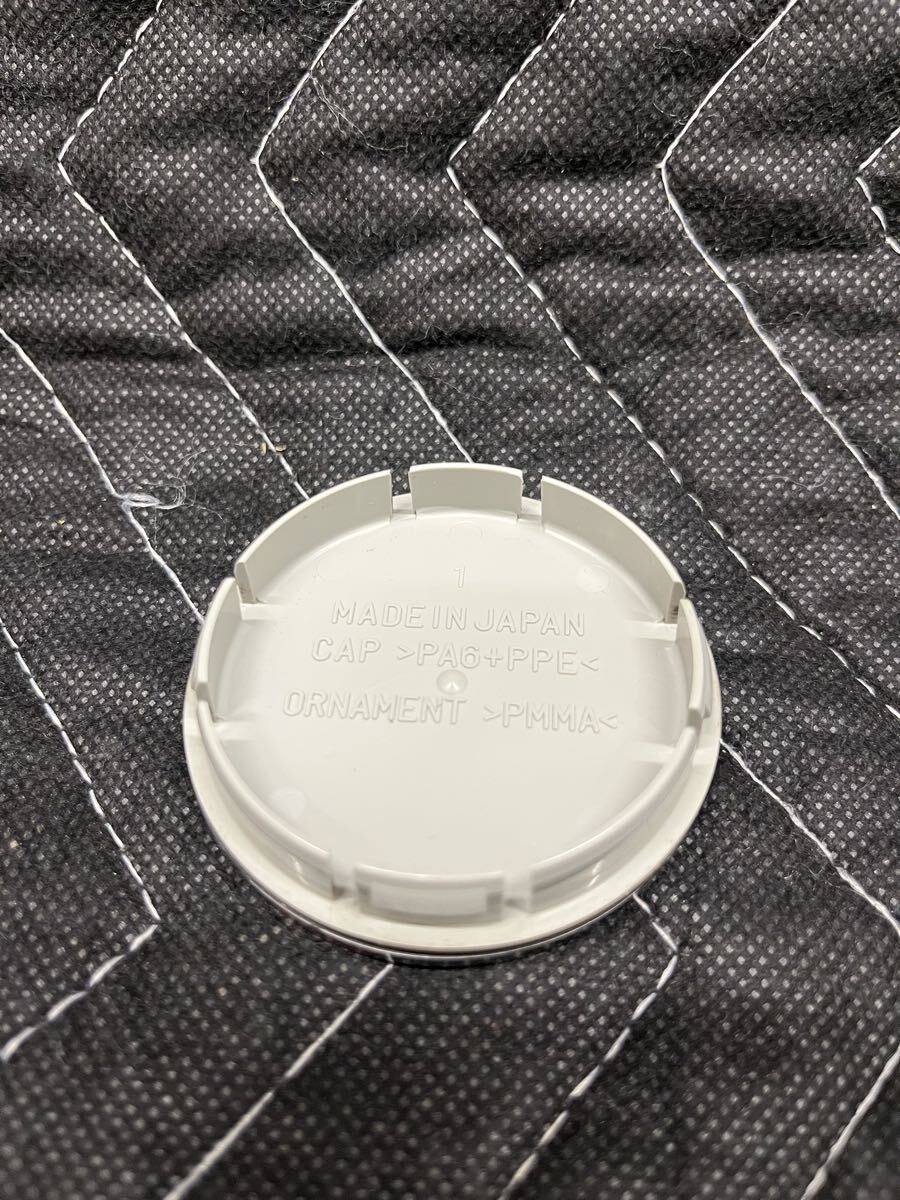 1
MADE IN JAPAN
CAP >PA6+PPE<
ORNAMENT >PMMA<